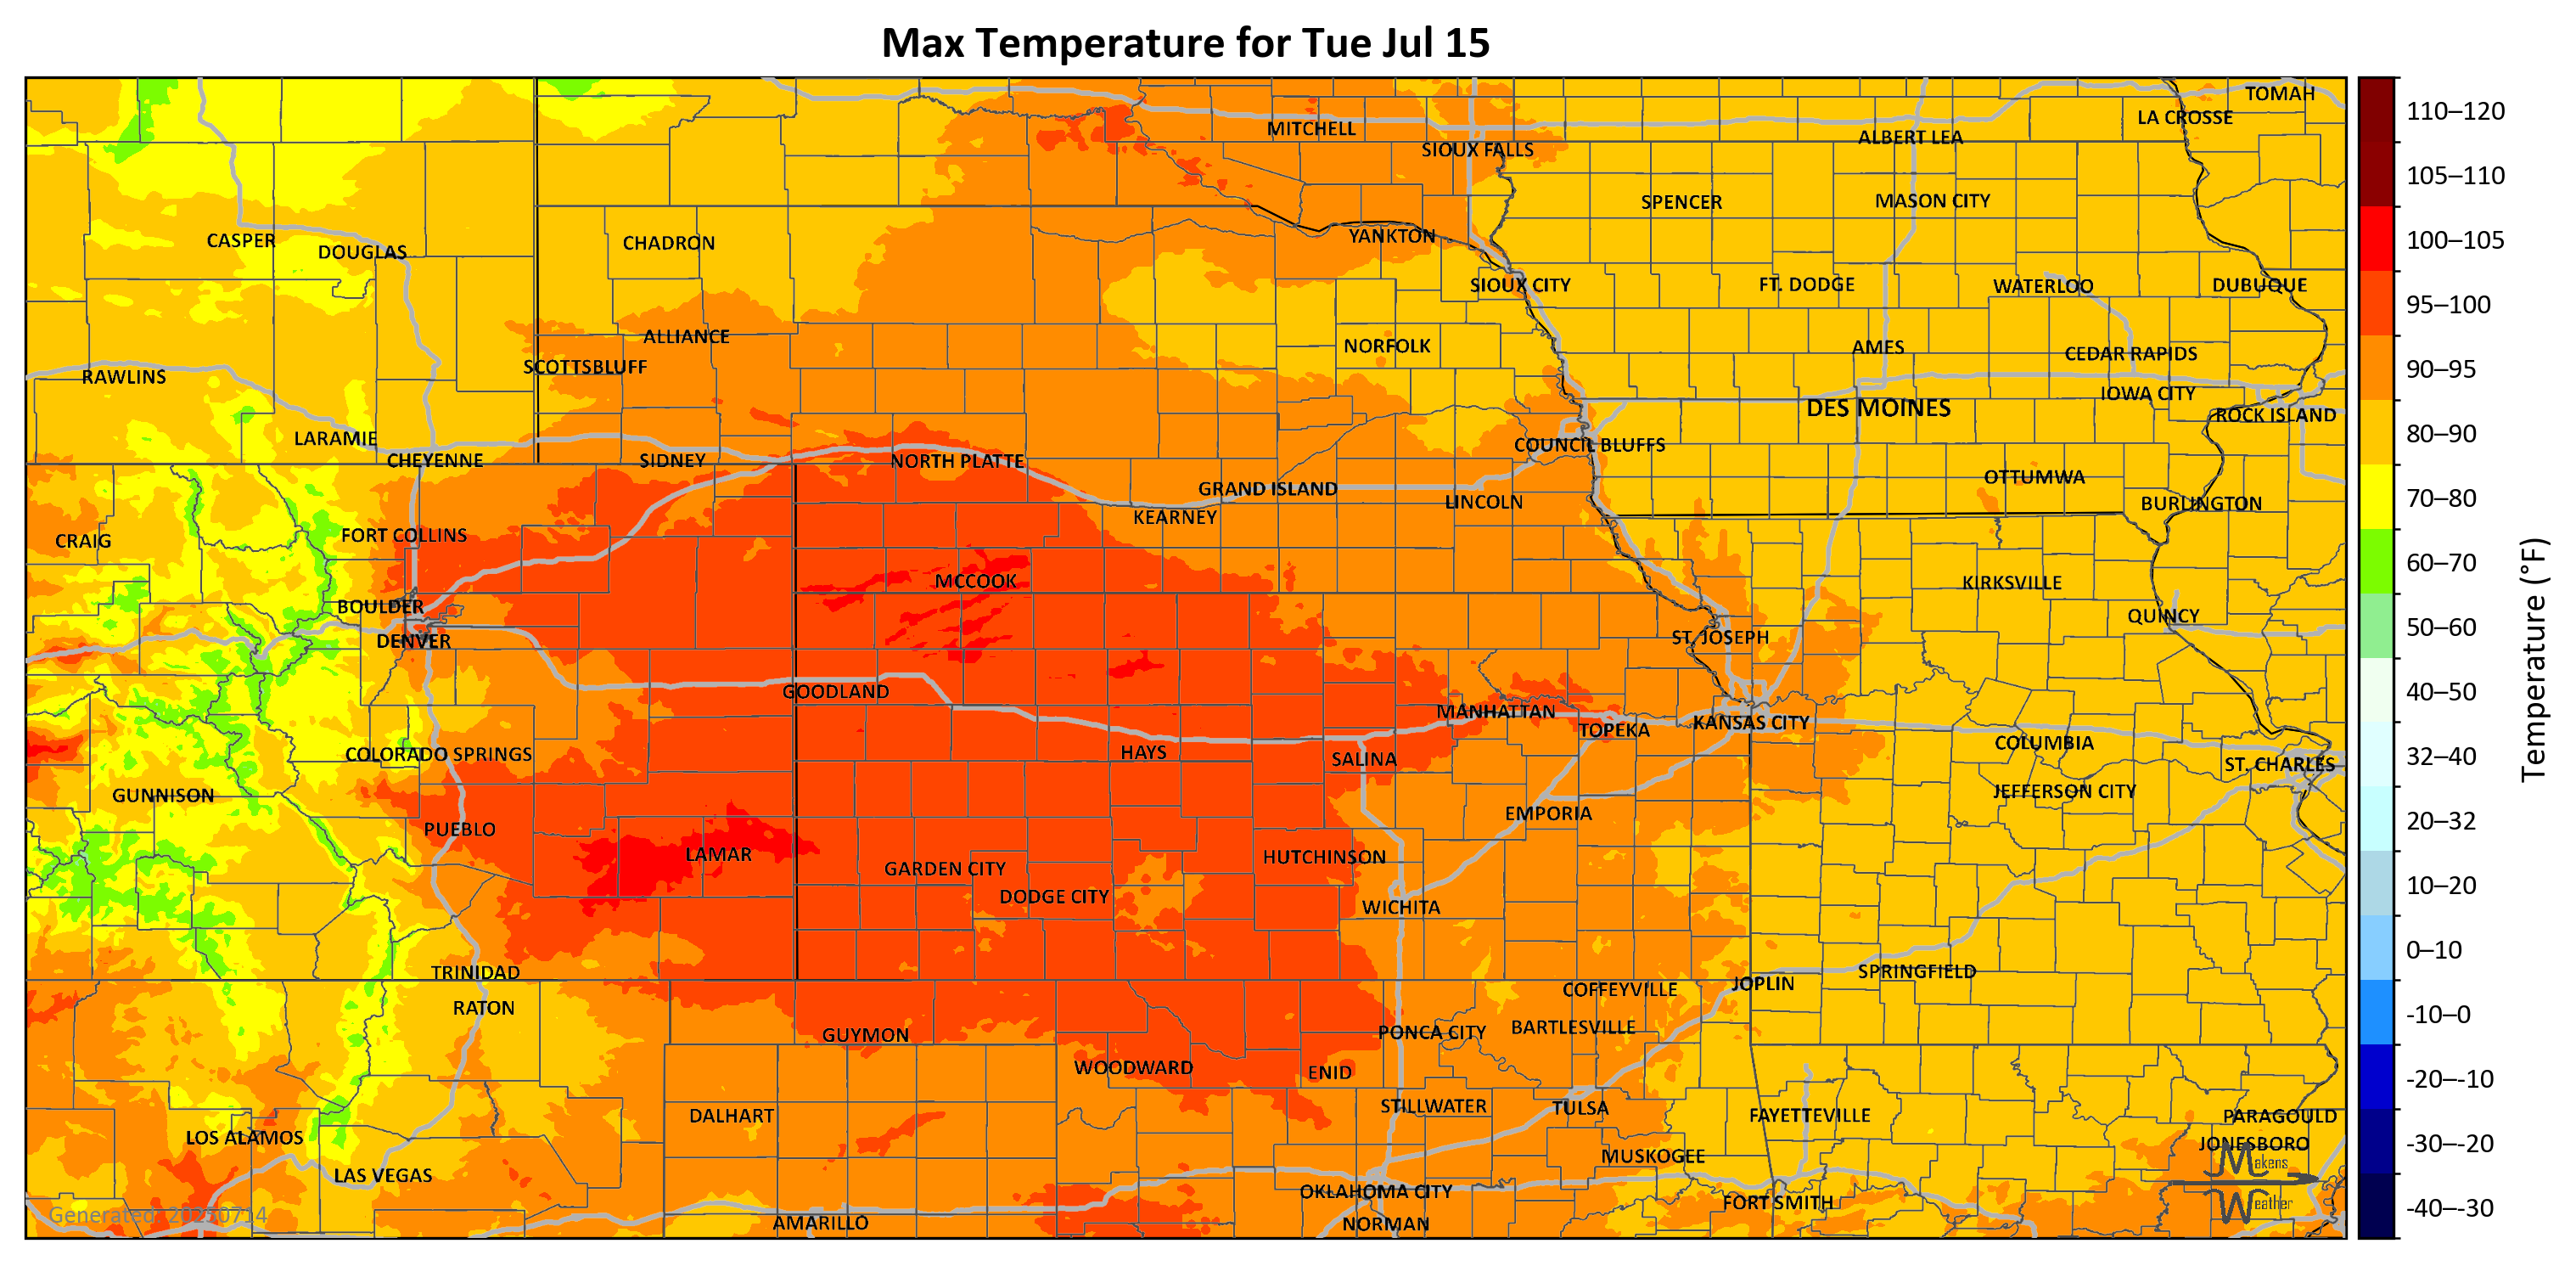 Max Temperature for Tue Jul 15
TOMAH
LA CROSSE
MITCHELL
ALBERT LEA
SIOUX FALLS
SPENCER
MASON CITY
CASPER
DOUGLAS
CHADRON
YANKTON
SIOUX CITY
FT. DODGE
WATERLOO
DUBUQUE
ALLIANCE
NORFOLK
AMES
CEDAR RAPIDS
SCOTTSBLUFF
RAWLINS
IOWA CITY
DES MOINES
ROCK ISLAND
LARAMIE
COUNCIL BLUFFS
CHEYENNE
SIDNEY
NORTH PLATTE
OTTUMWA
GRAND ISLAND
LINCOLN
BURLINGTON
KEARNEY
CRAIG
FORT COLLINS
MCCOOK
KIRKSVILLE
BOULDER
QUINCY
DENVER
ST. JOSEPH
GOODLAND
MANHATTAN
TOPEKA
KANSAS CITY
COLORADO SPRINGS
HAYS
SALINA
COLUMBIA
ST. CHARLES
GUNNISON
JEFFERSON CITY
EMPORIA
PUEBLO
LAMAR
HUTCHINSON
GARDEN CITY
DODGE CITY
WICHITA
TRINIDAD
SPRINGFIELD
JOPLIN
COFFEYVILLE
RATON
GUYMON
PONCA CITY
BARTLESVILLE
WOODWARD
ENID
DALHART
STILLWATER
TULSA
FAYETTEVILLE
PARAGOULD
LOS ALAMOS
JONESBORO
MUSKOGEE
LAS VEGAS
OKLAHOMA CITY
FORT SMITH
AMARILLO
NORMAN
Generated: 20250714
Makens
Weather
110–120
105–110
100–105
95–100
90–95
80–90
70–80
60–70
50–60
40–50
32–40
20–32
10–20
0–10
-10–0
-20–-10
-30–-20
-40–-30
Temperature (°F)